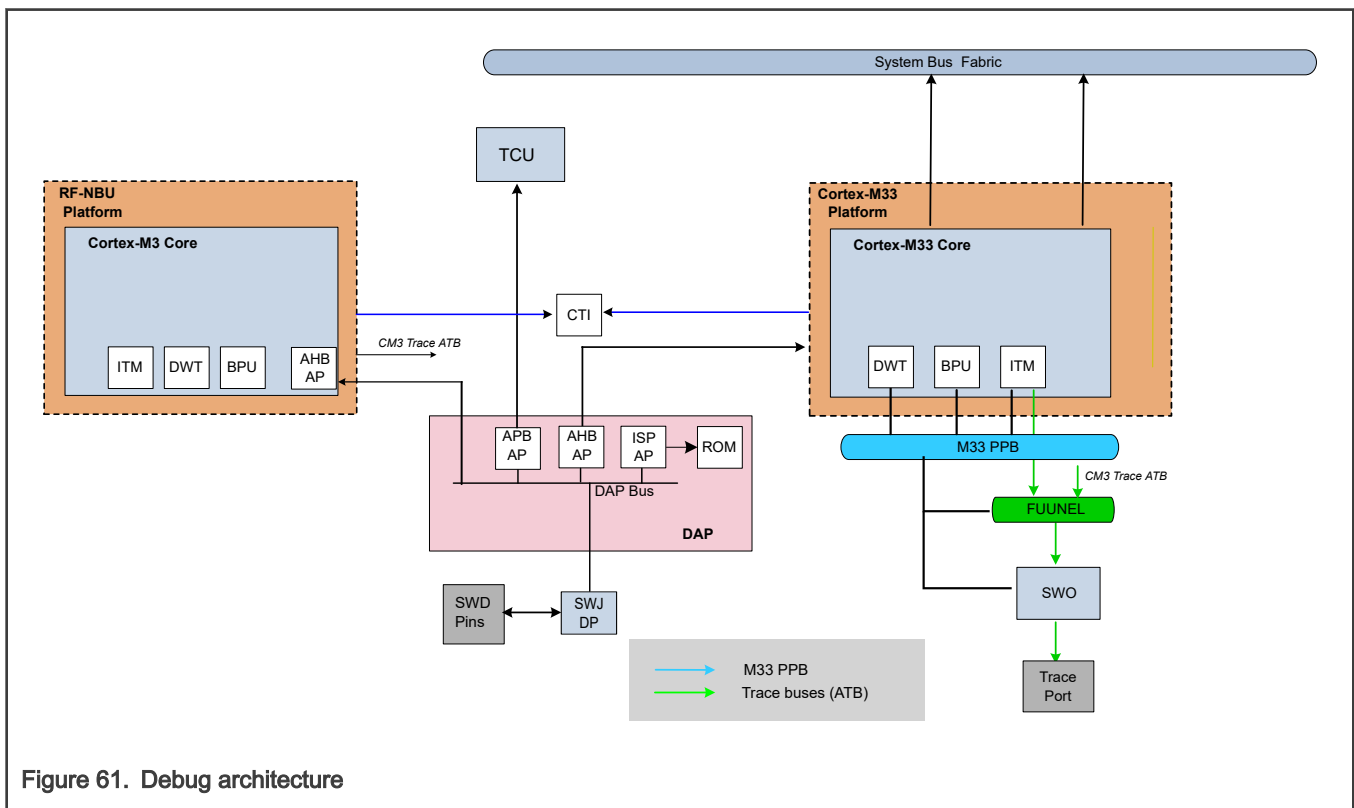 System Bus Fabric
TCU
RF-NBU
Platform
Cortex-M3 Core
ITM
DWT
BPU
AHB
AP
CM3 Trace ATB
CTI
Cortex-M33
Platform
Cortex-M33 Core
DWT
BPU
ITM
M33 PPB
CM3 Trace ATB
FUUNEL
SWO
Trace
Port
APB
AP
AHB
AP
ISP
AP
ROM
DAP Bus
DAP
SWD
Pins
SWJ
DP
M33 PPB
Trace buses (ATB)
Figure 61. Debug architecture